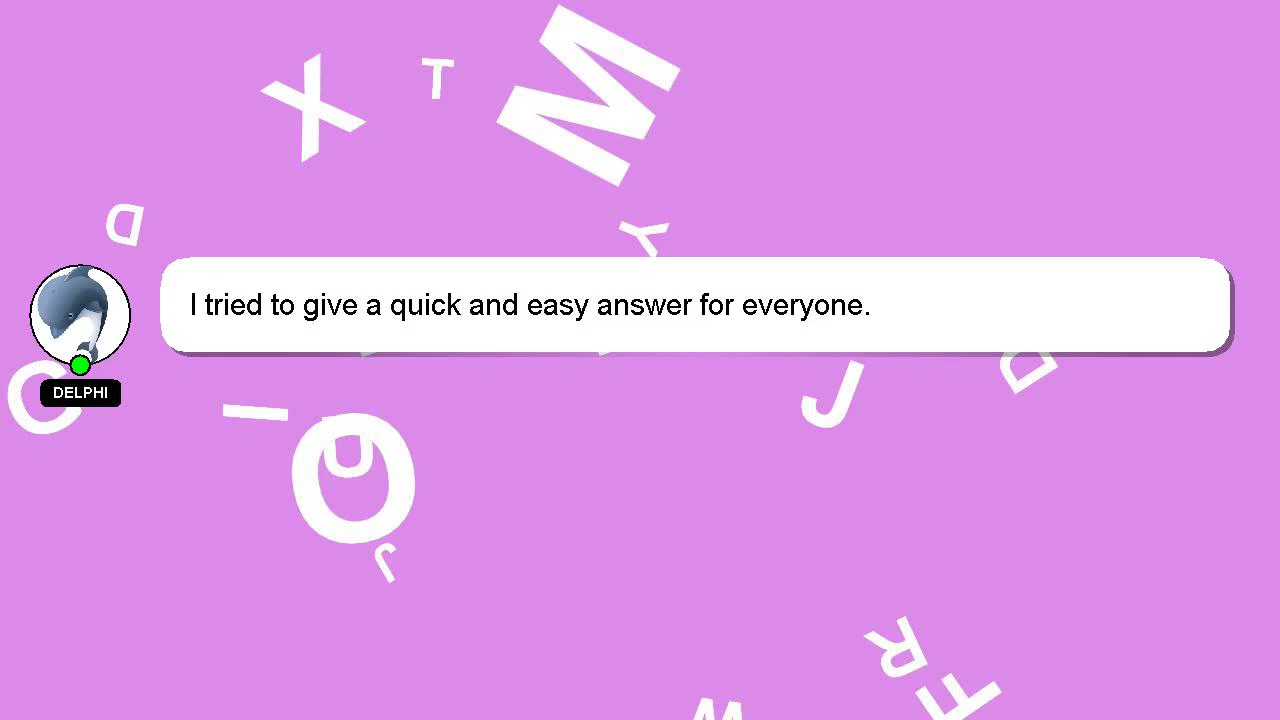 X
T
M
D
Y
I tried to give a quick and easy answer for everyone.
DELPHI
C
I
O
U
J
D
J
R
F
W